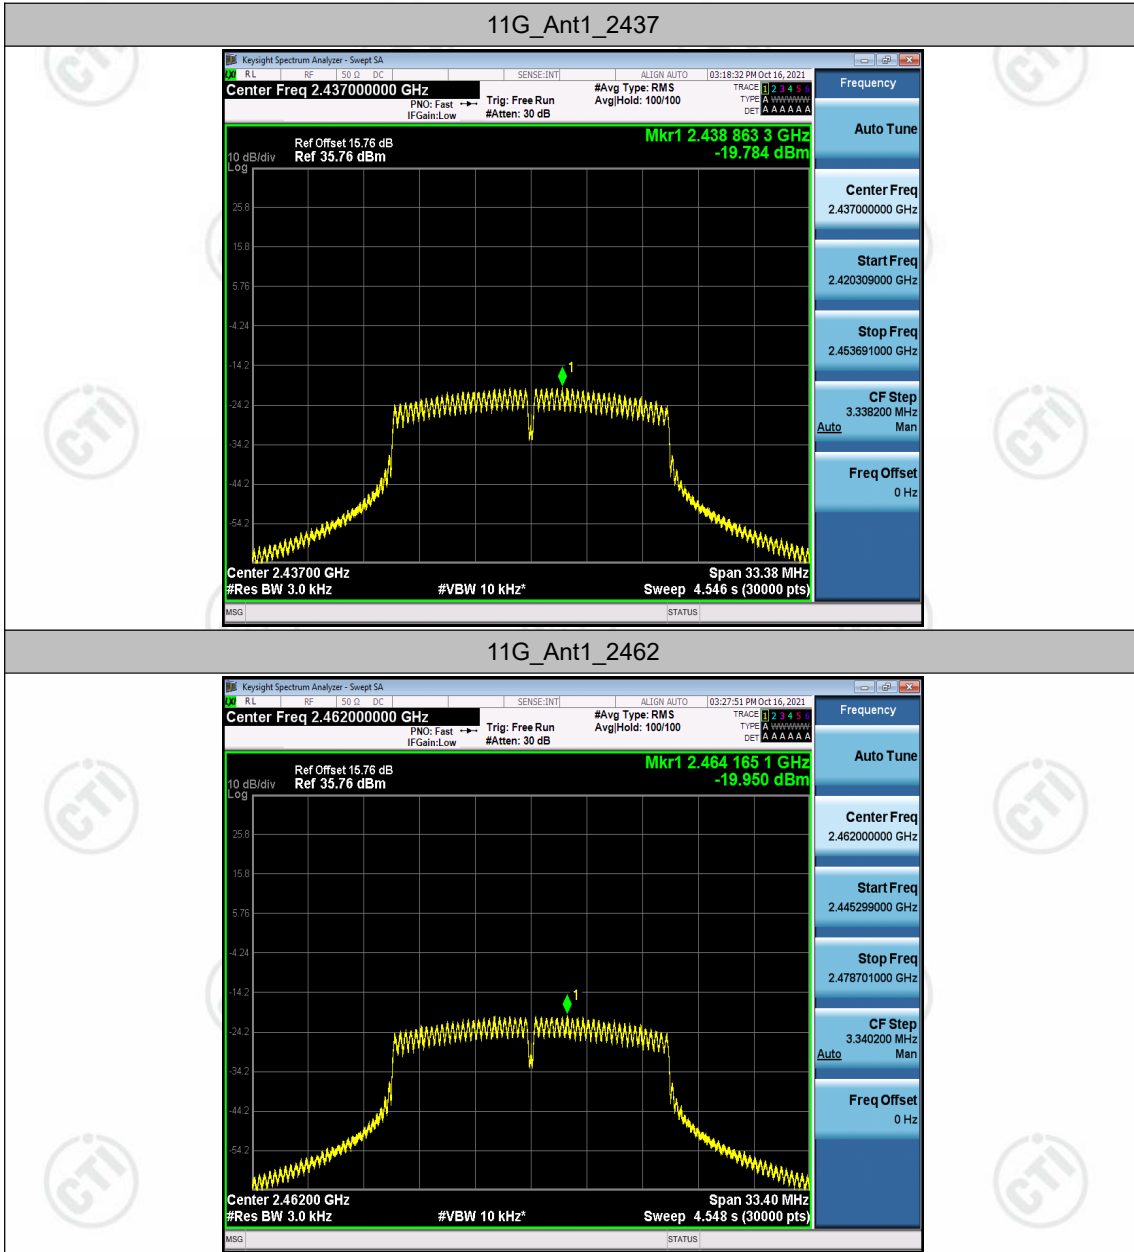 11G_Ant1_2437
Keysight Spectrum Analyzer - Swept SA
LXI RL RF 50 Ω DC SENSE:INT ALIGN AUTO 03:18:32 PM Oct 16, 2021
Center Freq 2.437000000 GHz
PNO: Fast
IFGain:Low
Trig: Free Run
#Atten: 30 dB
#Avg Type: RMS
Avg|Hold: 100/100
TRACE 1 2 3 4 5 6
TYPE A WWWWW
DET A A A A A A
Frequency
Mkr1 2.438 863 3 GHz
-19.784 dBm
Ref Offset 15.76 dB
10 dB/div Ref 35.76 dBm
Log
25.8
15.8
5.76
-4.24
-14.2
-24.2
-34.2
-44.2
-54.2
1
Auto Tune
Center Freq
2.437000000 GHz
Start Freq
2.420309000 GHz
Stop Freq
2.453691000 GHz
CF Step
3.338200 MHz
Auto Man
Freq Offset
0 Hz
Center 2.43700 GHz Span 33.38 MHz
#Res BW 3.0 kHz #VBW 10 kHz* Sweep 4.546 s (30000 pts)
MSG STATUS
11G_Ant1_2462
Keysight Spectrum Analyzer - Swept SA
LXI RL RF 50 Ω DC SENSE:INT ALIGN AUTO 03:27:51 PM Oct 16, 2021
Center Freq 2.462000000 GHz
PNO: Fast
IFGain:Low
Trig: Free Run
#Atten: 30 dB
#Avg Type: RMS
Avg|Hold: 100/100
TRACE 1 2 3 4 5 6
TYPE A WWWWW
DET A A A A A A
Frequency
Mkr1 2.464 165 1 GHz
-19.950 dBm
Ref Offset 15.76 dB
10 dB/div Ref 35.76 dBm
Log
25.8
15.8
5.76
-4.24
-14.2
-24.2
-34.2
-44.2
-54.2
1
Auto Tune
Center Freq
2.462000000 GHz
Start Freq
2.445299000 GHz
Stop Freq
2.478701000 GHz
CF Step
3.340200 MHz
Auto Man
Freq Offset
0 Hz
Center 2.46200 GHz Span 33.40 MHz
#Res BW 3.0 kHz #VBW 10 kHz* Sweep 4.548 s (30000 pts)
MSG STATUS
CTI
CTI
CTI
CTI
CTI
CTI
CTI
CTI